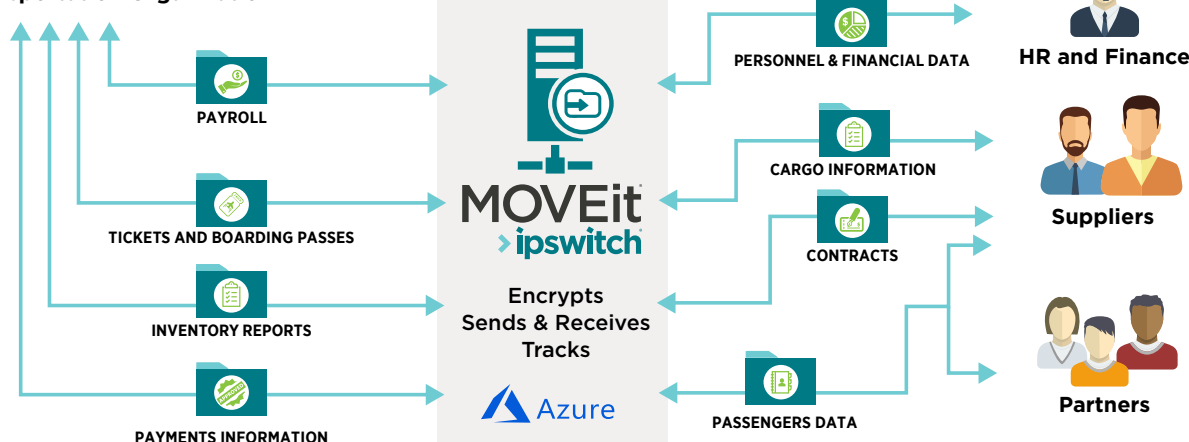 PAYROLL
TICKETS AND BOARDING PASSES
INVENTORY REPORTS
APPROVED
PAYMENTS INFORMATION
MOVEit
ipswitch
Encrypts
Sends & Receives
Tracks
Azure
PERSONNEL & FINANCIAL DATA
CARGO INFORMATION
CONTRACTS
PASSENGERS DATA
HR and Finance
Suppliers
Partners